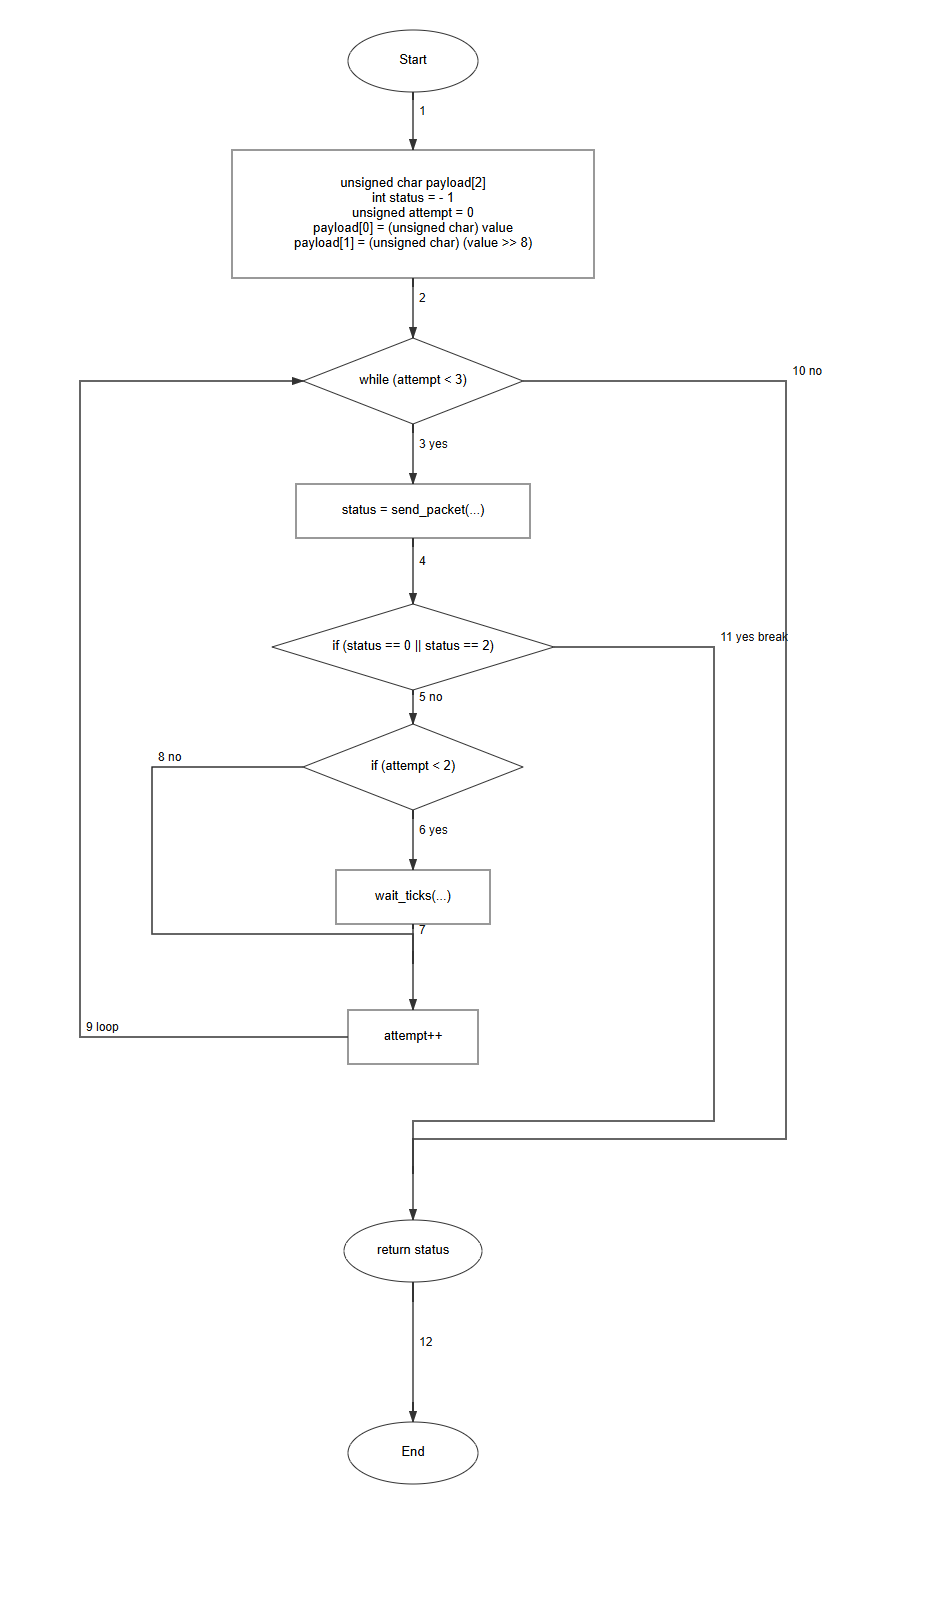 Start
1
unsigned char payload[2]
int status = - 1
unsigned attempt = 0
payload[0] = (unsigned char) value
payload[1] = (unsigned char) (value >> 8)
2
while (attempt < 3)
10 no
3 yes
status = send_packet(...)
4
if (status == 0 || status == 2)
11 yes break
5 no
if (attempt < 2)
8 no
6 yes
wait_ticks(...)
7
attempt++
9 loop
return status
12
End